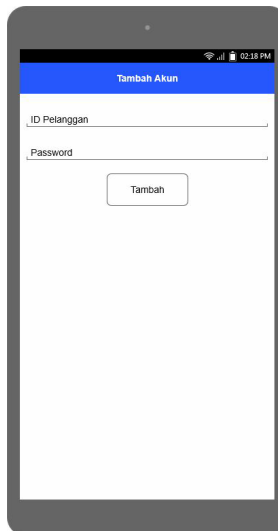 02:18 PM
Tambah Akun
ID Pelanggan
Password
Tambah